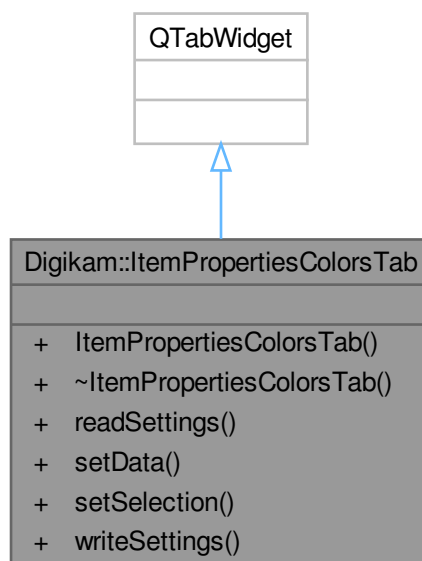 QTabWidget
Digikam::ItemPropertiesColorsTab
+ ItemPropertiesColorsTab()
+ ~ItemPropertiesColorsTab()
+ readSettings()
+ setData()
+ setSelection()
+ writeSettings()